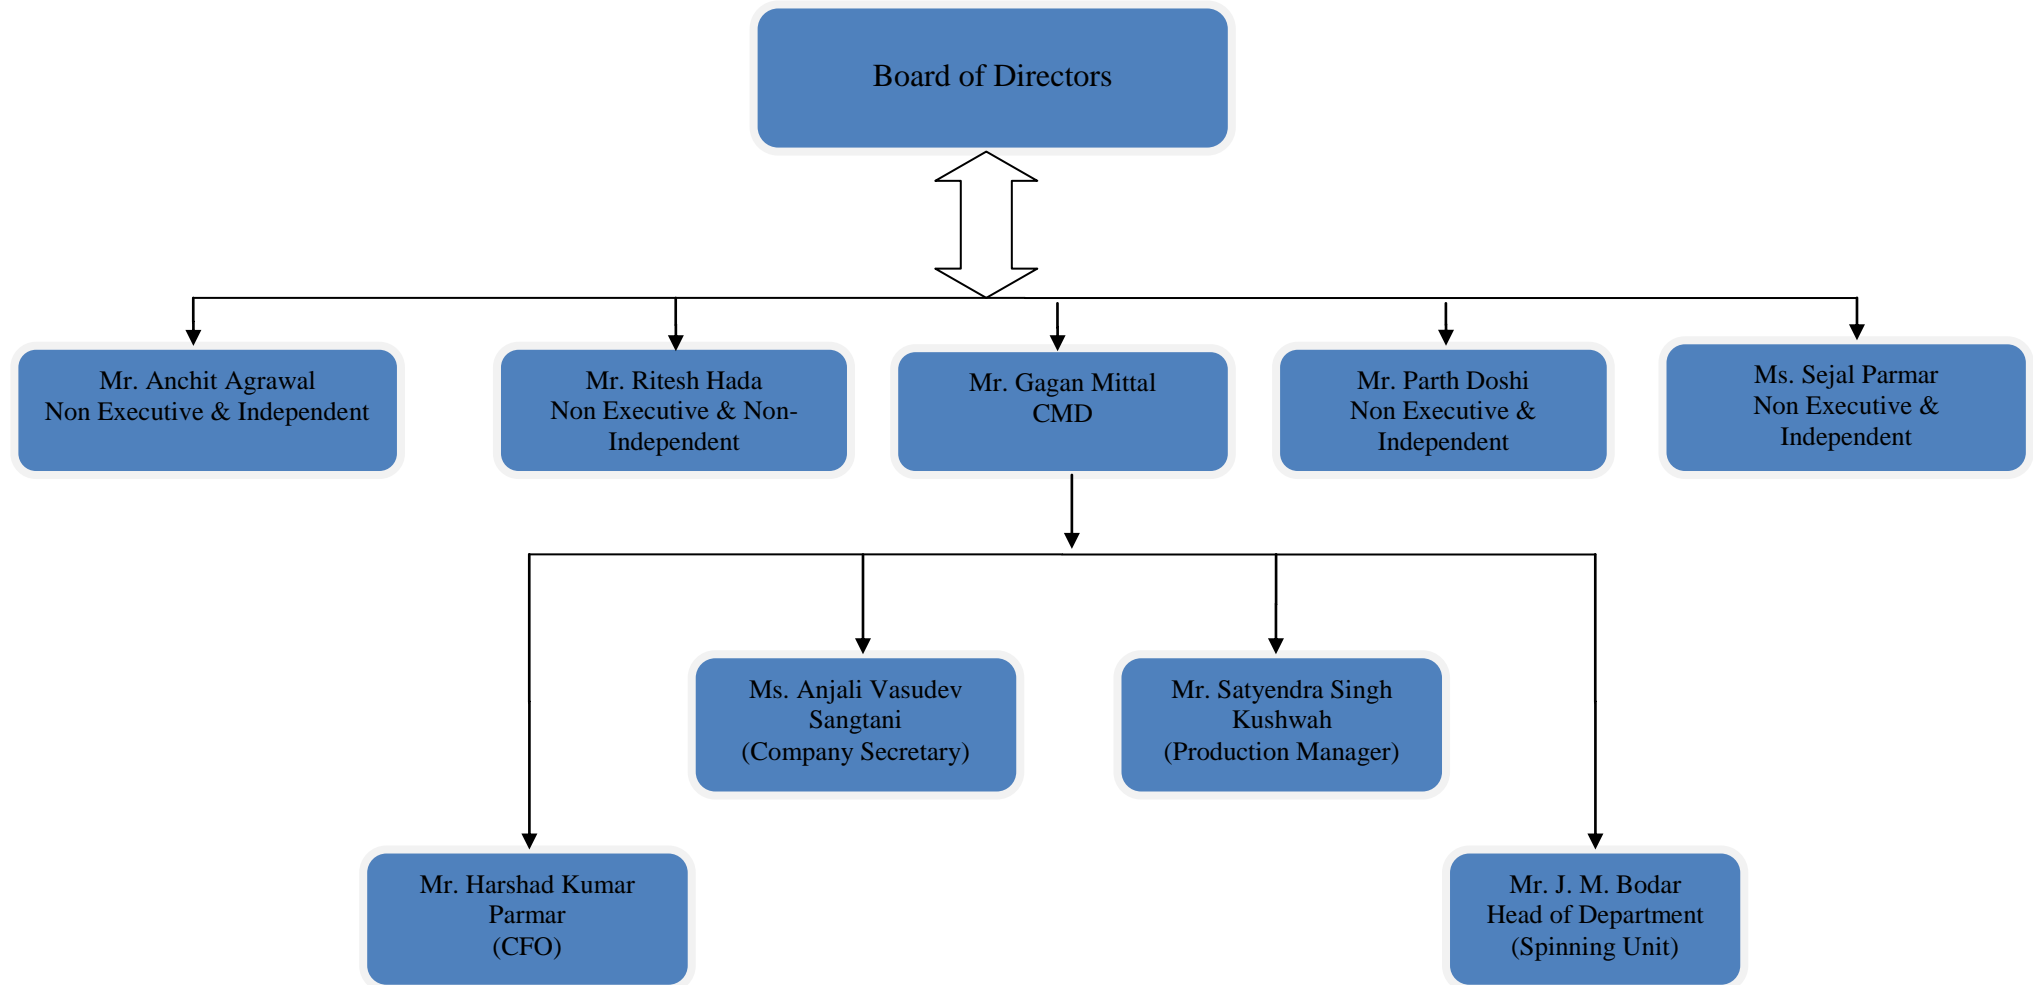 Board of Directors
Mr. Anchit Agrawal
Non Executive & Independent
Mr. Ritesh Hada
Non Executive & Non-
Independent
Mr. Gagan Mittal
CMD
Mr. Parth Doshi
Non Executive &
Independent
Ms. Sejal Parmar
Non Executive &
Independent
Ms. Anjali Vasudev
Sangtani
(Company Secretary)
Mr. Satyendra Singh
Kushwah
(Production Manager)
Mr. Harshad Kumar
Parmar
(CFO)
Mr. J. M. Bodar
Head of Department
(Spinning Unit)